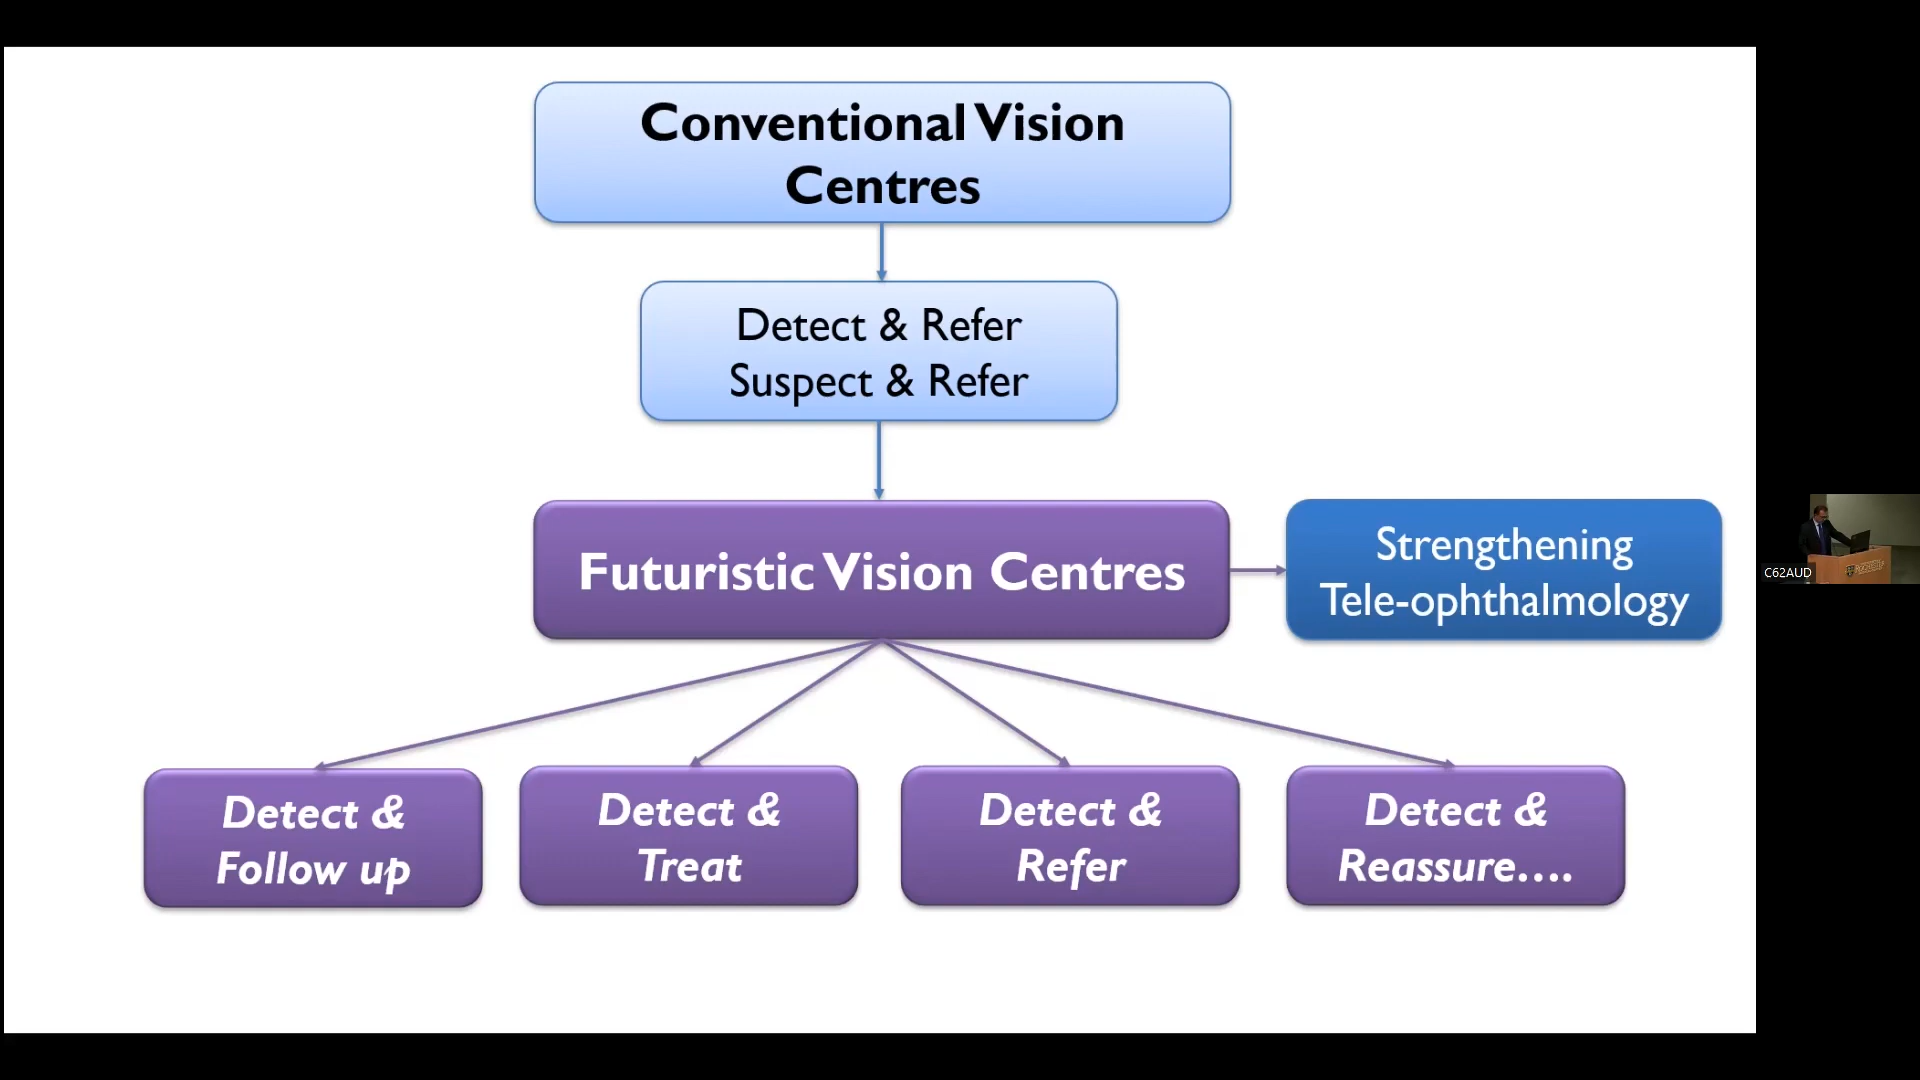 Conventional Vision
Centres
Detect & Refer
Suspect & Refer
Futuristic Vision Centres
Strengthening
Tele-ophthalmology
Detect &
Follow up
Detect &
Treat
Detect &
Refer
Detect &
Reassure....
C62AUD